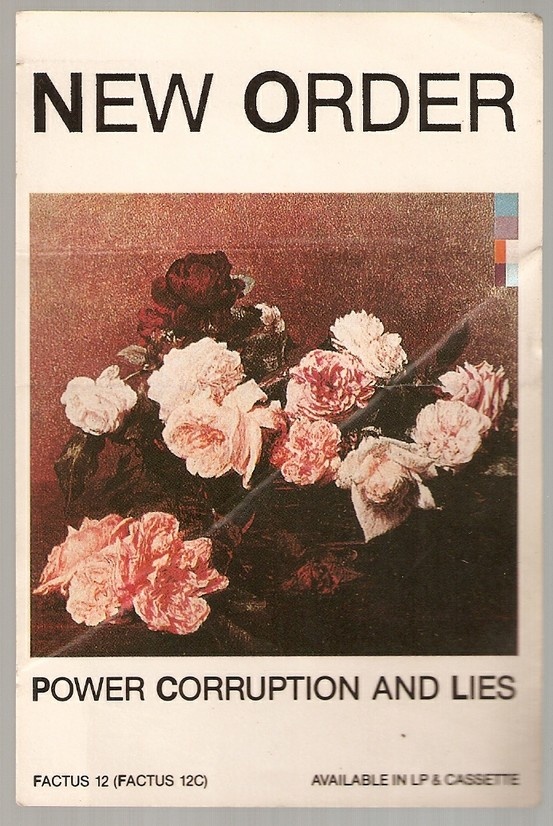 NEW ORDER
POWER CORRUPTION AND LIES
FACTUS 12 (FACTUS 12C)
AVAILABLE IN LP & CASSETTE